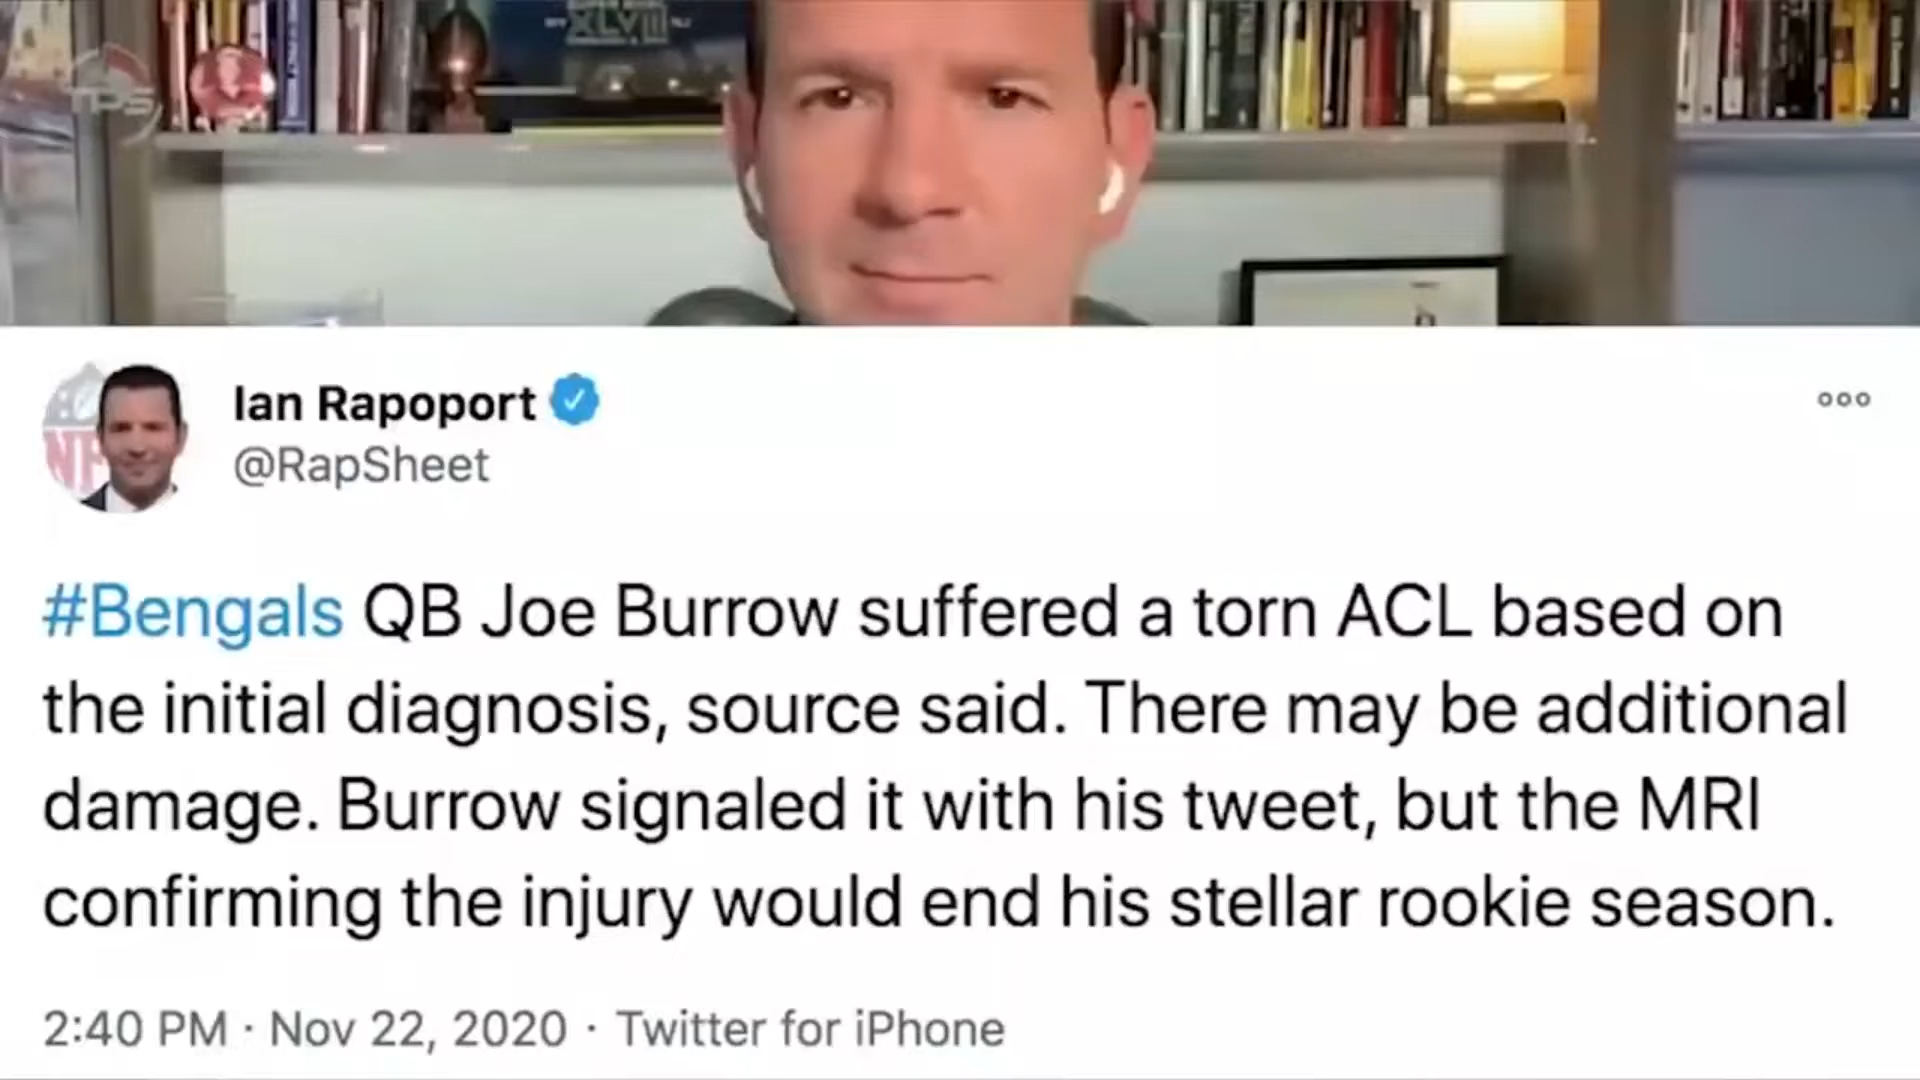 XLVII
TPS
Ian Rapoport
@RapSheet
#Bengals QB Joe Burrow suffered a torn ACL based on
the initial diagnosis, source said. There may be additional
damage. Burrow signaled it with his tweet, but the MRI
confirming the injury would end his stellar rookie season.
2:40 PM · Nov 22, 2020 · Twitter for iPhone